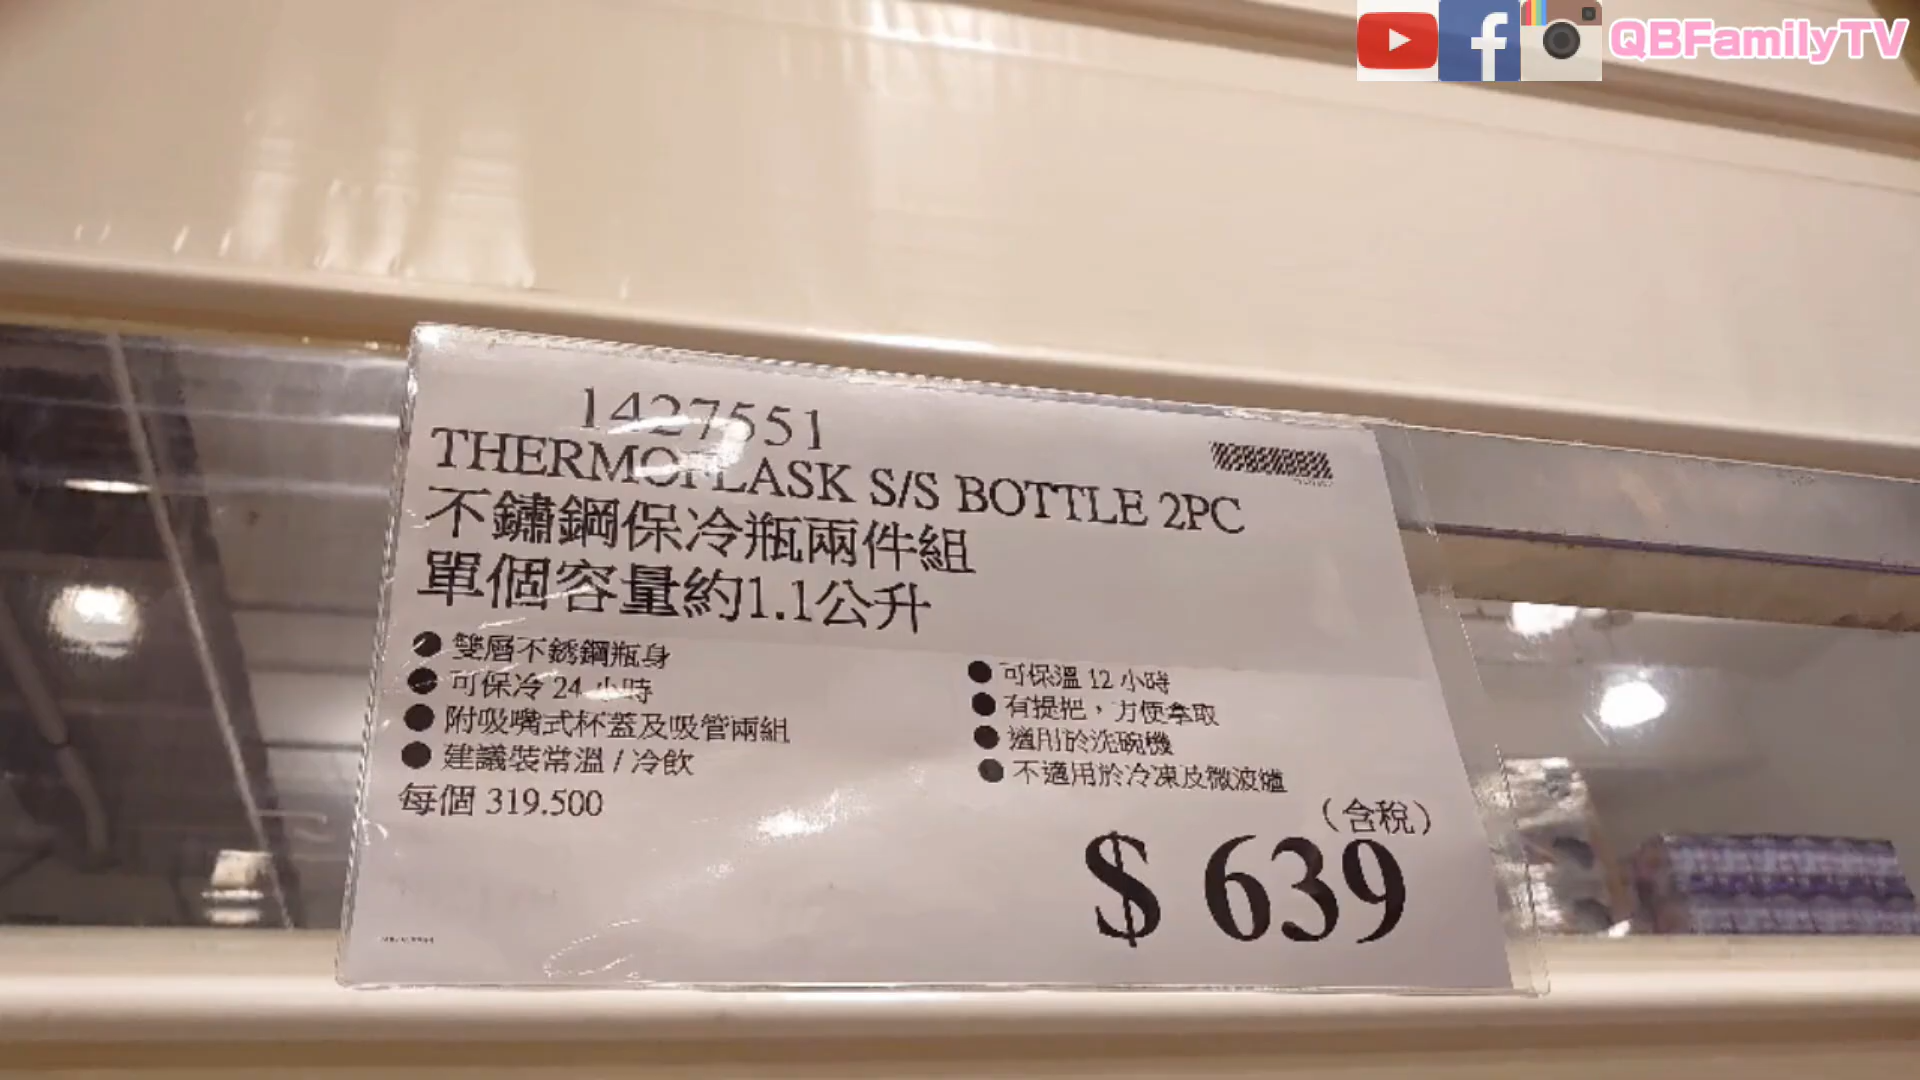 QBFamilyTV
1427551
THERMOFLASK S/S BOTTLE 2PC
不鏽鋼保冷瓶兩件組
單個容量約1.1公升
● 雙層不銹鋼瓶身
● 可保冷 24 小時
● 附吸嘴式杯蓋及吸管兩組
● 建議裝常溫 / 冷飲
每個 319.500
● 可保溫 12 小時
● 有提把，方便拿取
● 適用於洗碗機
● 不適用於冷凍及微波爐
（含稅）
$ 639